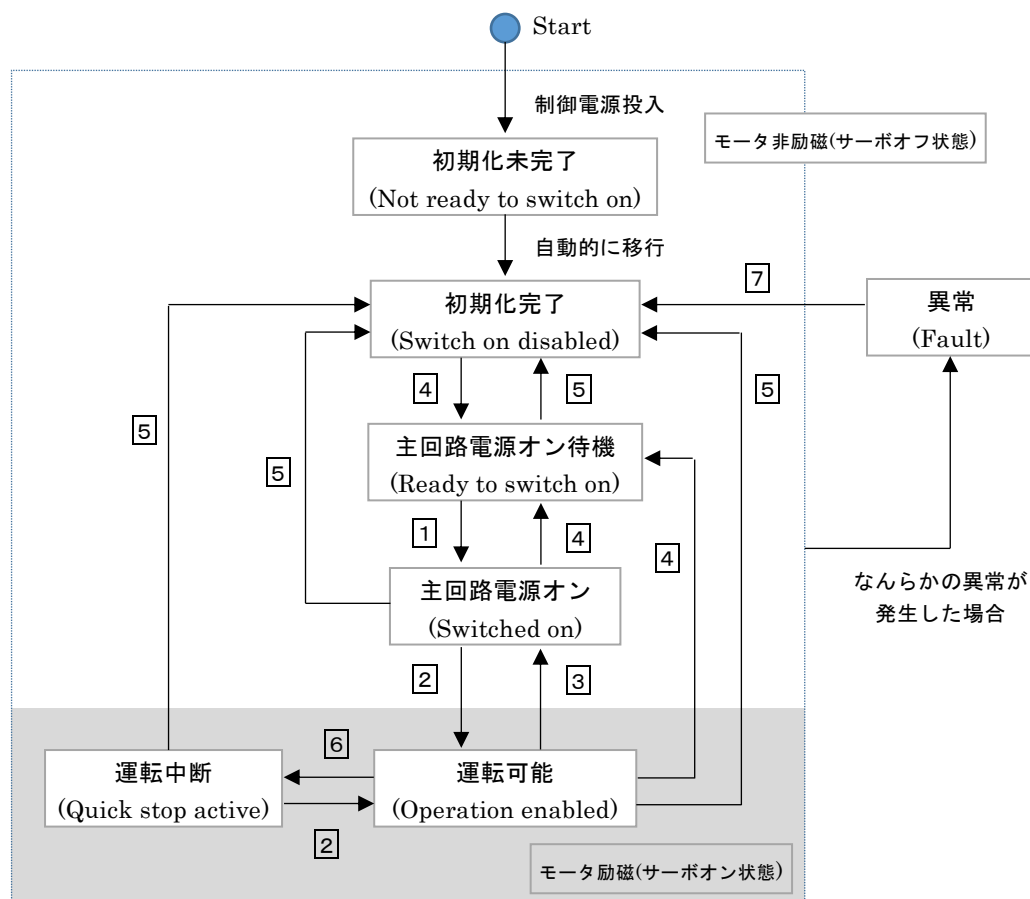 Start
制御電源投入
モータ非励磁(サーボオフ状態)
初期化未完了
(Not ready to switch on)
自動的に移行
7
初期化完了
(Switch on disabled)
異常
(Fault)
4
5
5
5
5
主回路電源オン待機
(Ready to switch on)
1
4
4
主回路電源オン
(Switched on)
なんらかの異常が
発生した場合
2
3
6
運転中断
(Quick stop active)
運転可能
(Operation enabled)
2
モータ励磁(サーボオン状態)